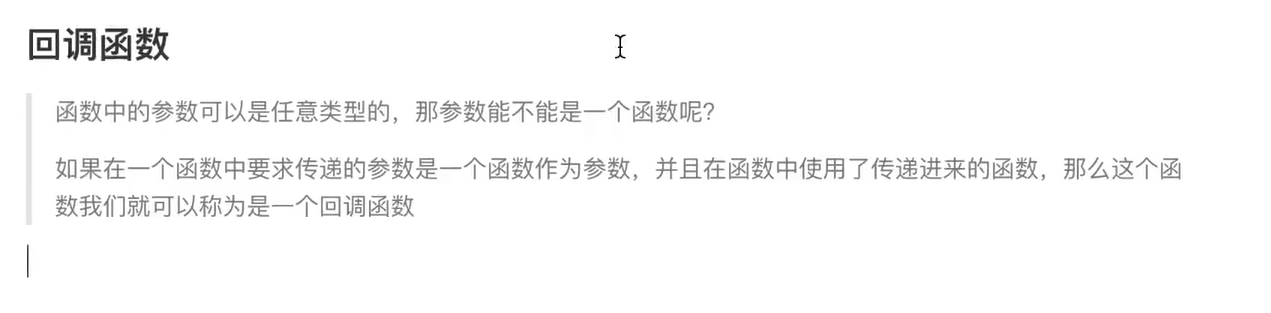 回调函数
函数中的参数可以是任意类型的，那参数能不能是一个函数呢？
如果在一个函数中要求传递的参数是一个函数作为参数，并且在函数中使用了传递进来的函数，那么这个函
数我们就可以称为是一个回调函数